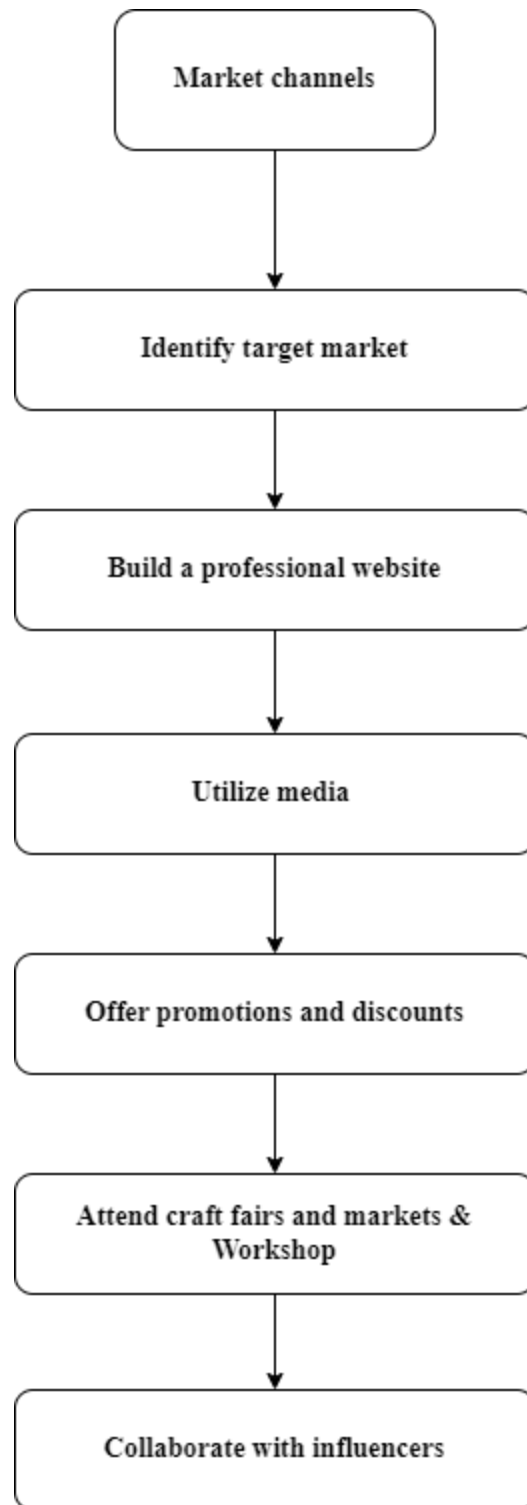 Market channels
Identify target market
Build a professional website
Utilize media
Offer promotions and discounts
Attend craft fairs and markets &
Workshop
Collaborate with influencers